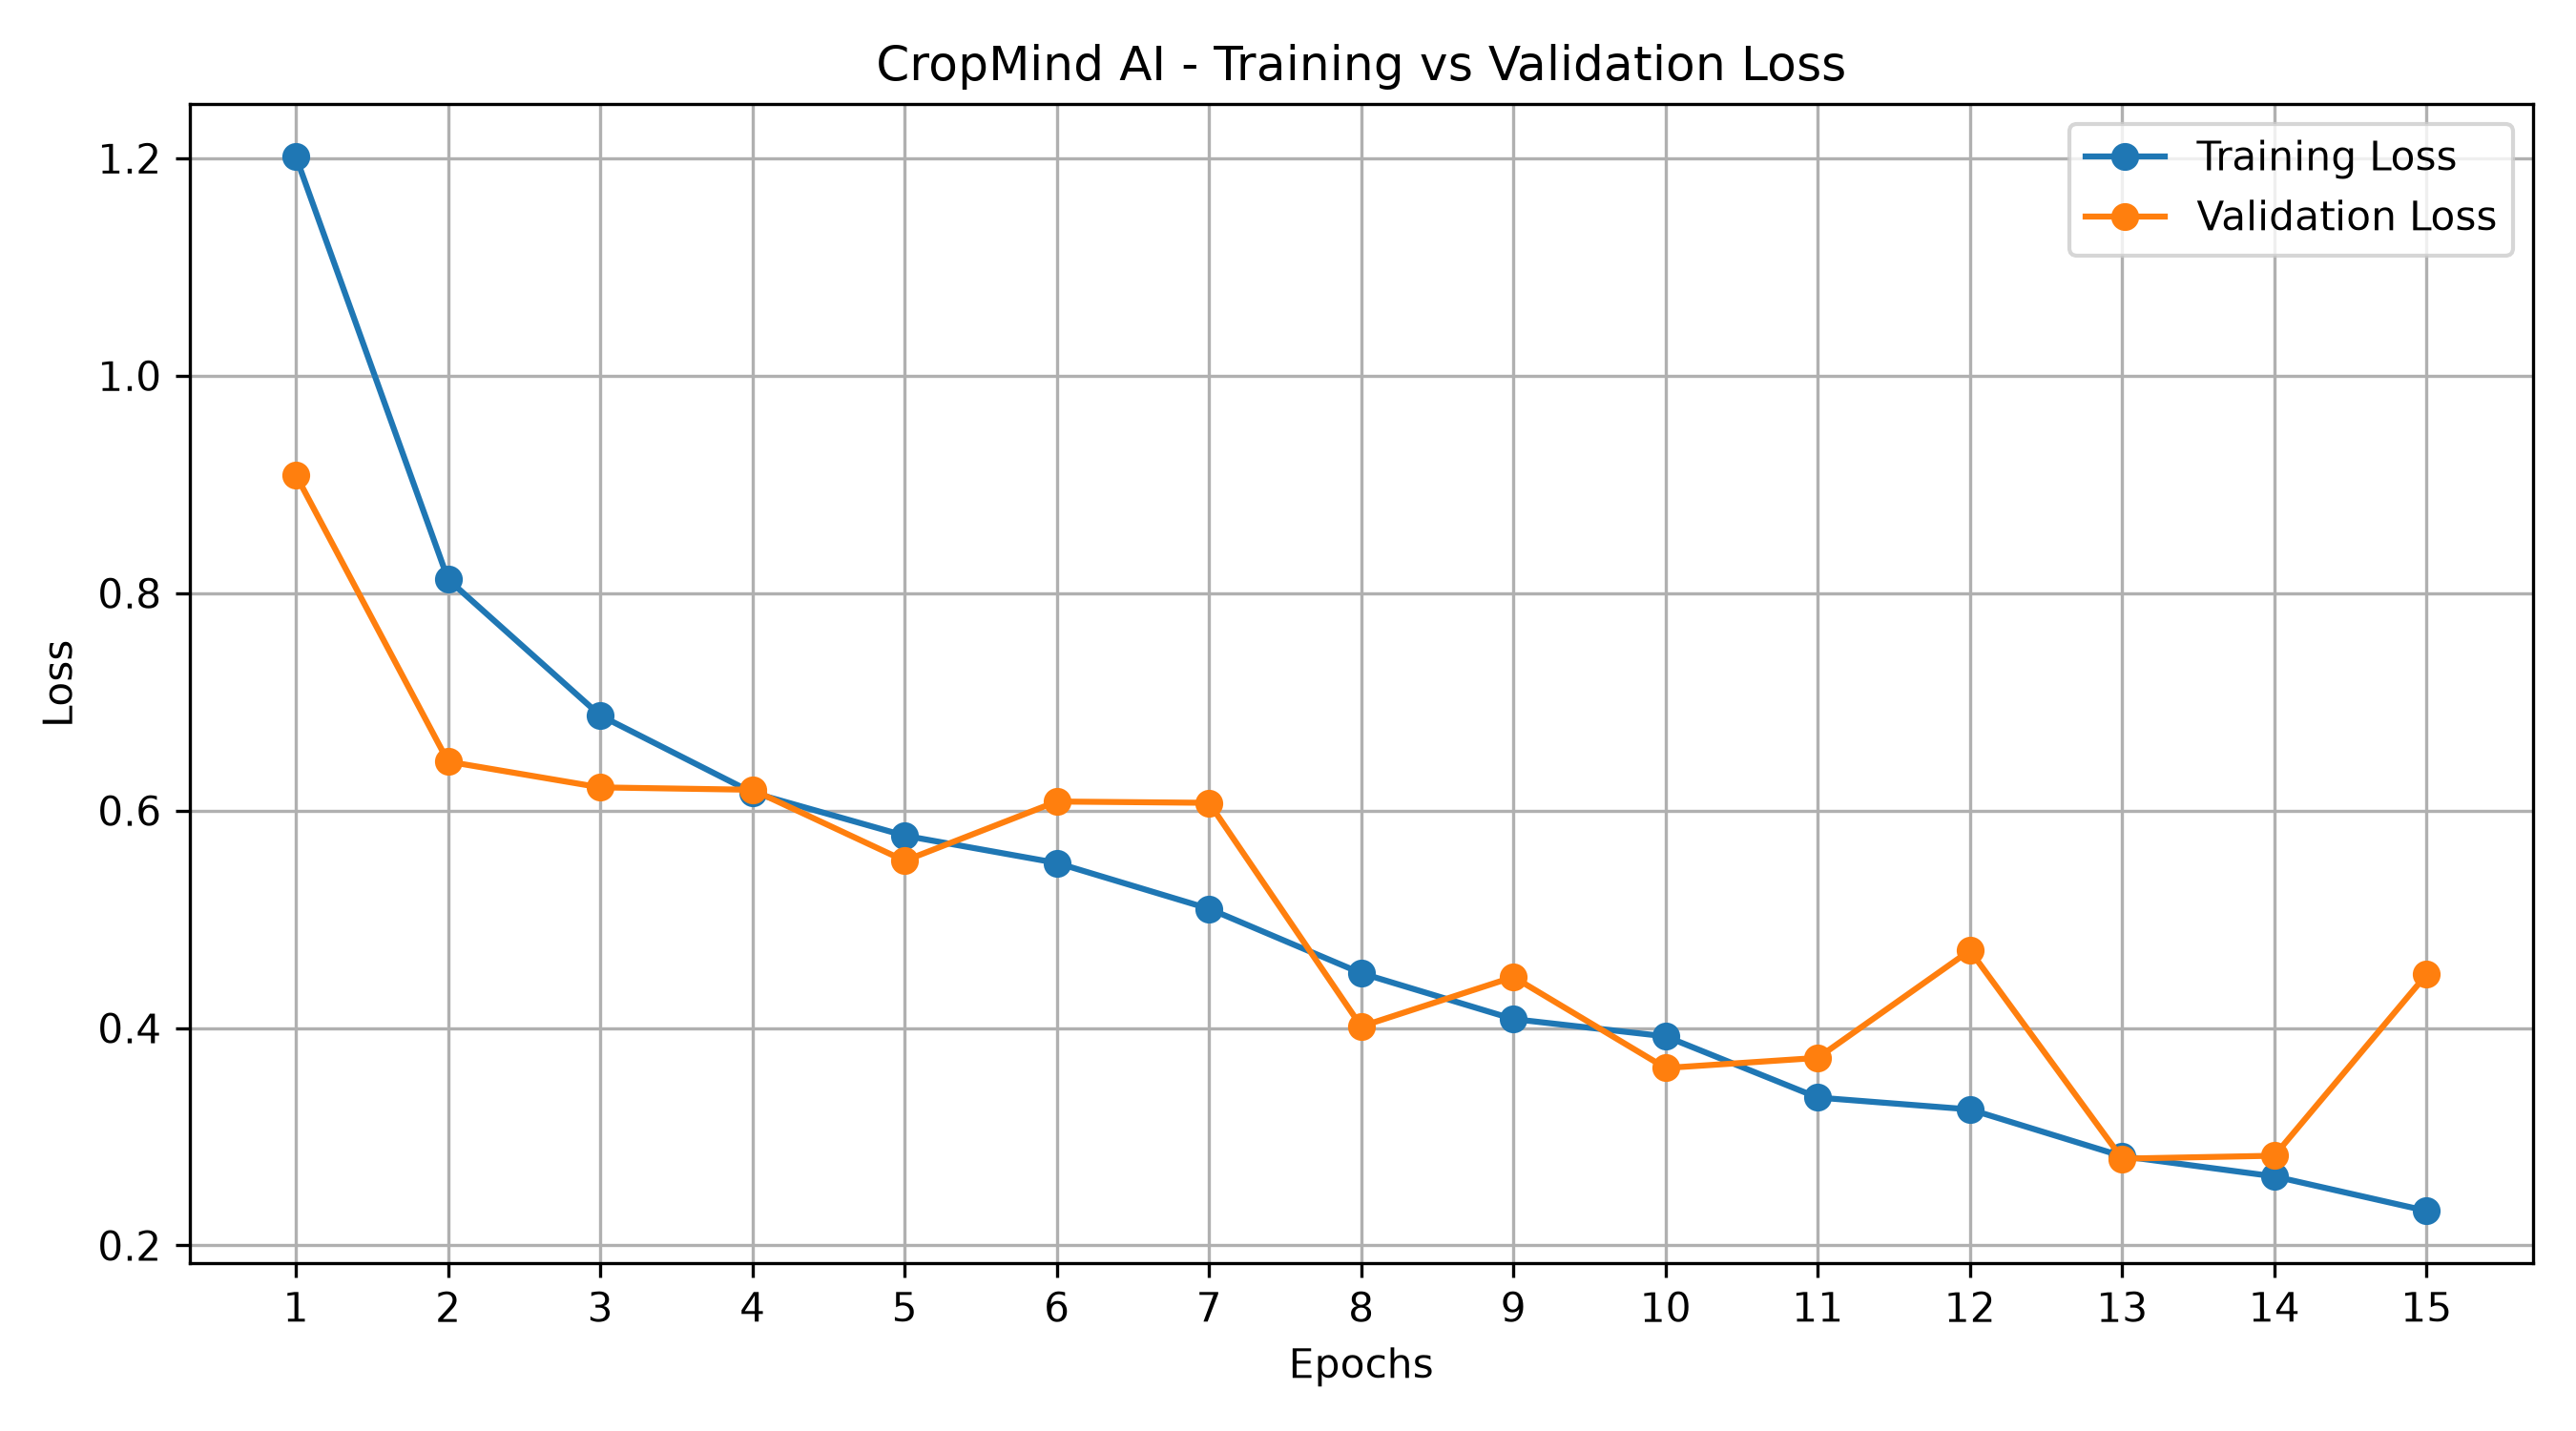 CropMind AI - Training vs Validation Loss
Training Loss
Validation Loss
1.2
1.0
0.8
0.6
0.4
0.2
Loss
1 2 3 4 5 6 7 8 9 10 11 12 13 14 15
Epochs